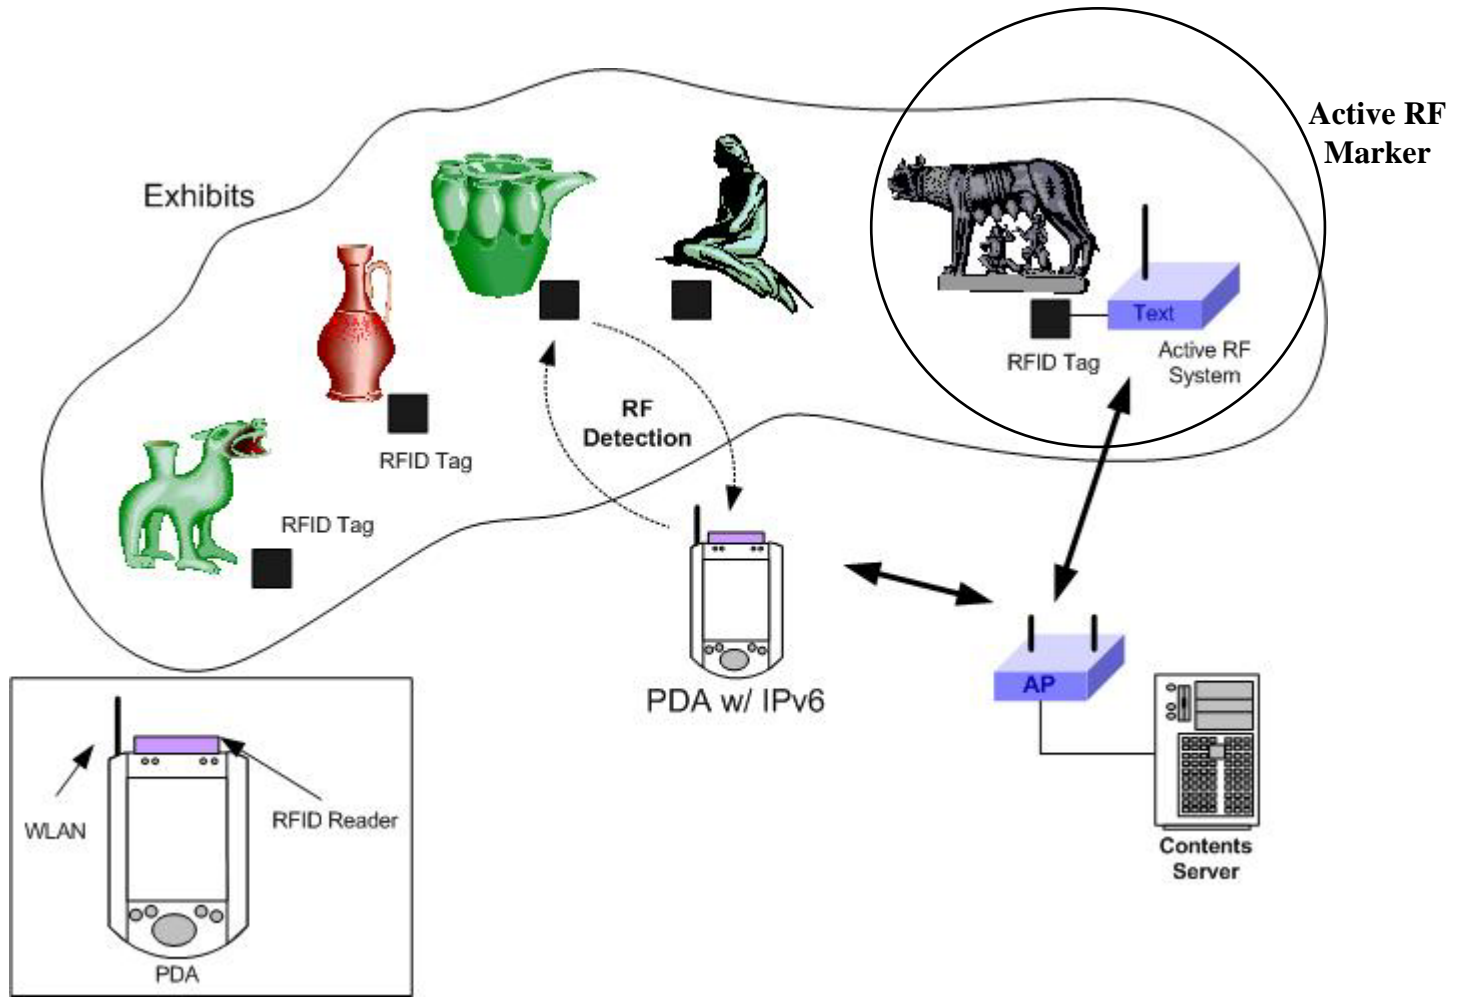 Active RF
Marker
Exhibits
Text
RFID Tag
Active RF
System
RF
Detection
RFID Tag
RFID Tag
PDA w/ IPv6
AP
WLAN
RFID Reader
PDA
Contents
Server